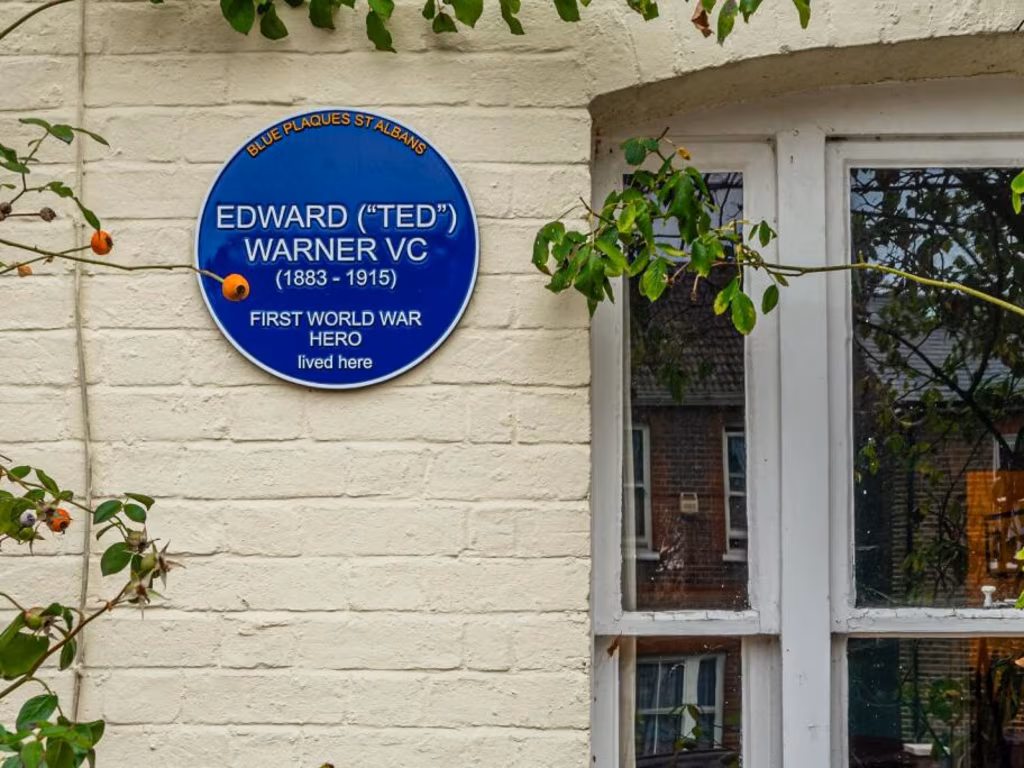 BLUE PLAQUES ST ALBANS
EDWARD (“TED”)
WARNER VC
(1883 - 1915)
FIRST WORLD WAR
HERO
lived here